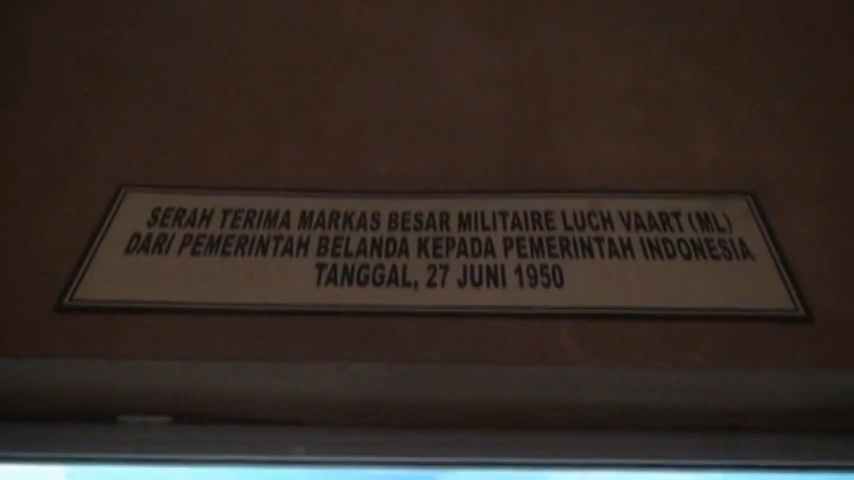 SERAH TERIMA MARKAS BESAR MILITAIRE LUCH VAART (ML)
DARI PEMERINTAH BELANDA KEPADA PEMERINTAH INDONESIA
TANGGAL, 27 JUNI 1950